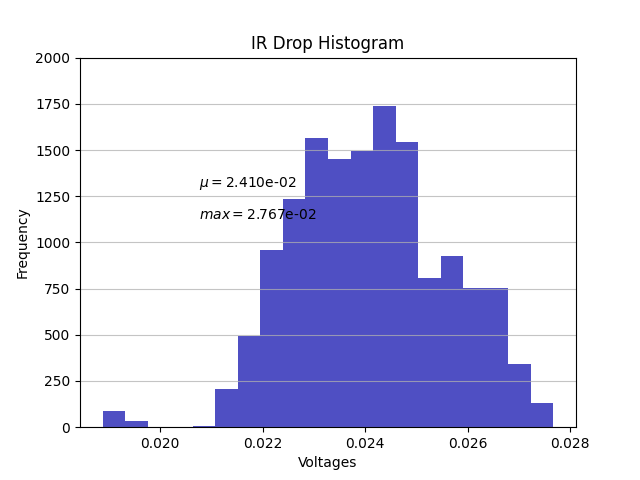 IR Drop Histogram
2000
1750
1500
1250
1000
750
500
250
0
Frequency
μ = 2.410e-02
max = 2.767e-02
0.020 0.022 0.024 0.026 0.028
Voltages